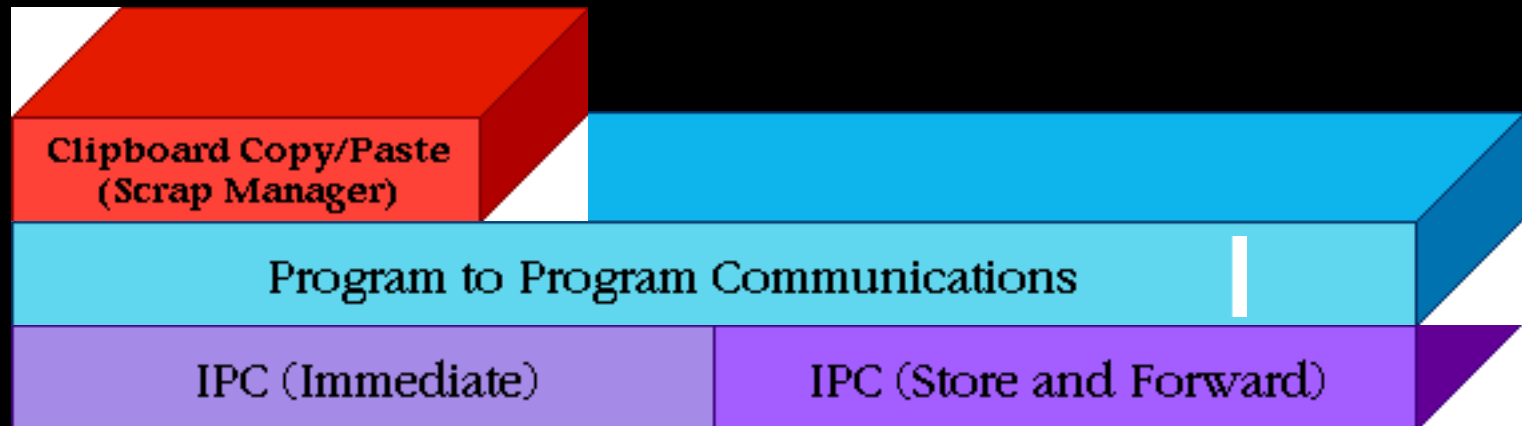 Clipboard Copy/Paste
(Scrap Manager)
Program to Program Communications
IPC (Immediate)
IPC (Store and Forward)